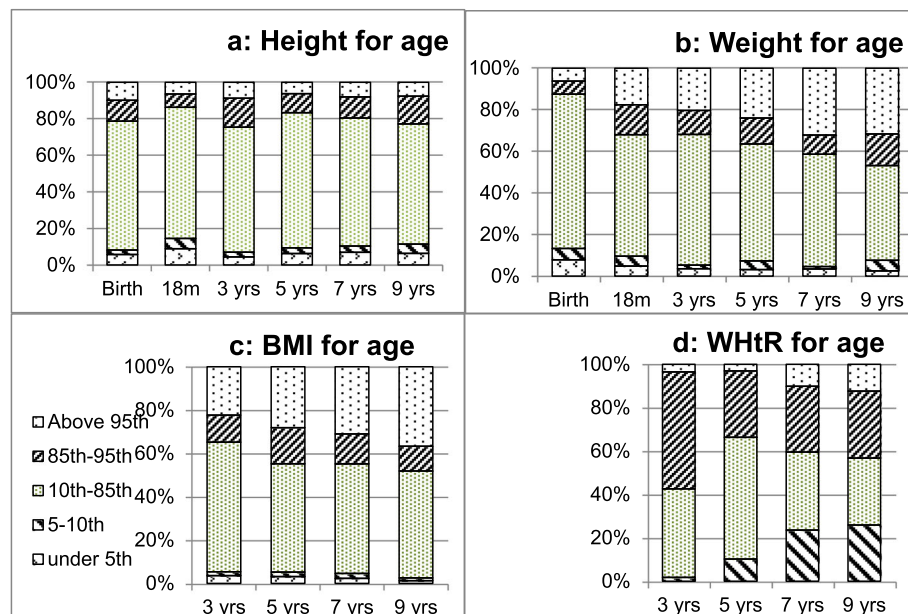 a: Height for age
100%
80%
60%
40%
20%
0%
Birth 18m 3 yrs 5 yrs 7 yrs 9 yrs
b: Weight for age
100%
80%
60%
40%
20%
0%
Birth 18m 3 yrs 5 yrs 7 yrs 9 yrs
c: BMI for age
100%
80%
60%
40%
20%
0%
Above 95th
85th-95th
10th-85th
5-10th
under 5th
3 yrs 5 yrs 7 yrs 9 yrs
d: WHtR for age
100%
80%
60%
40%
20%
0%
3 yrs 5 yrs 7 yrs 9 yrs